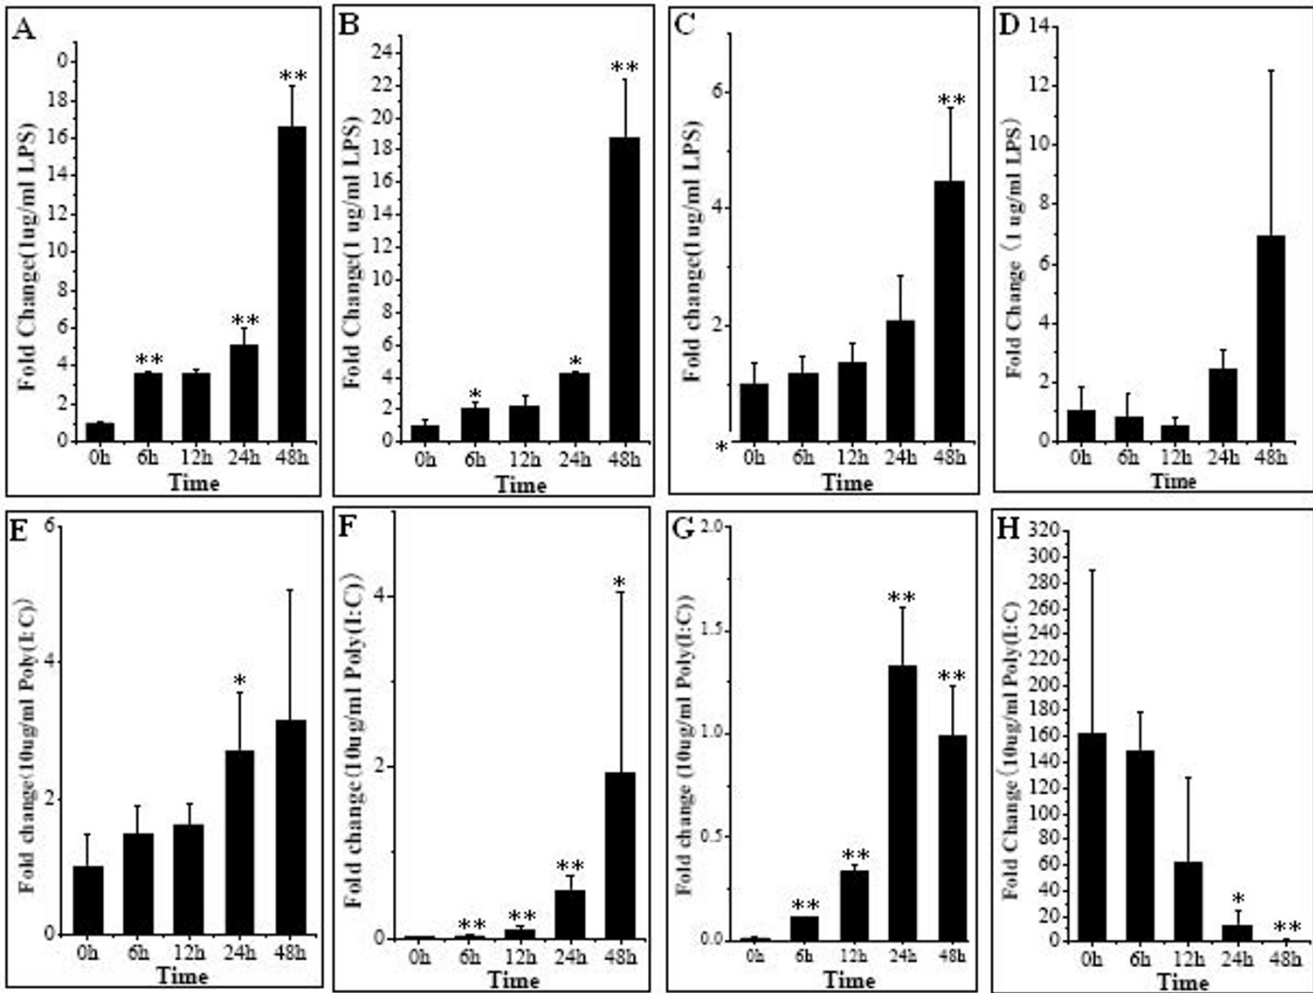 A
Fold Change(1ug/ml LPS)
0
18
16
14
12
10
8
6
4
2
0
**
**
**
0h 6h 12h 24h 48h
Time
B
Fold Change(1 ug/ml LPS)
24
22
20
18
16
14
12
10
8
6
4
2
0
*
*
**
0h 6h 12h 24h 48h
Time
C
Fold change(1 ug/ml LPS)
6
4
2
*
**
0h 6h 12h 24h 48h
Time
D
Fold Change (1 ug/ml LPS)
14
12
10
8
6
4
2
0
0h 6h 12h 24h 48h
Time
E
Fold change(10ug/ml Poly(I:C))
6
4
2
0
*
0h 6h 12h 24h 48h
Time
F
Fold change(10ug/ml Poly(I:C))
4
2
0
**
**
**
*
0h 6h 12h 24h 48h
Time
G
Fold change (10ug/ml Poly(I:C))
2.0
1.5
1.0
0.5
0.0
**
**
**
**
0h 6h 12h 24h 48h
Time
H
Fold Change (10ug/ml Poly(I:C)
320
300
280
260
240
220
200
180
160
140
120
100
80
60
40
20
0
*
**
0h 6h 12h 24h 48h
Time